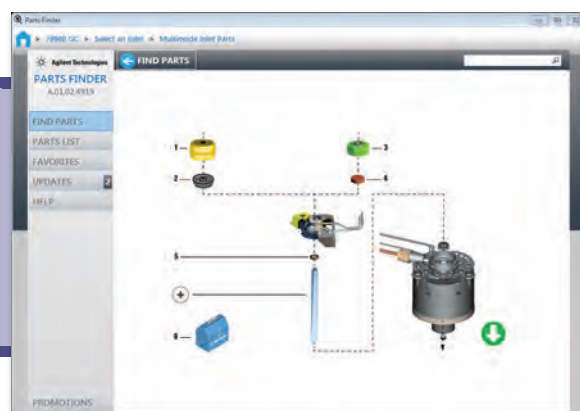 Parts Finder
7890B GC Select an Inlet Multimode Inlet Parts
Agilent Technologies
FIND PARTS
PARTS FINDER
A.01.02.4919
FIND PARTS
PARTS LIST
FAVORITES
UPDATES 2
HELP
1
3
2
4
5
+
6
PROMOTIONS